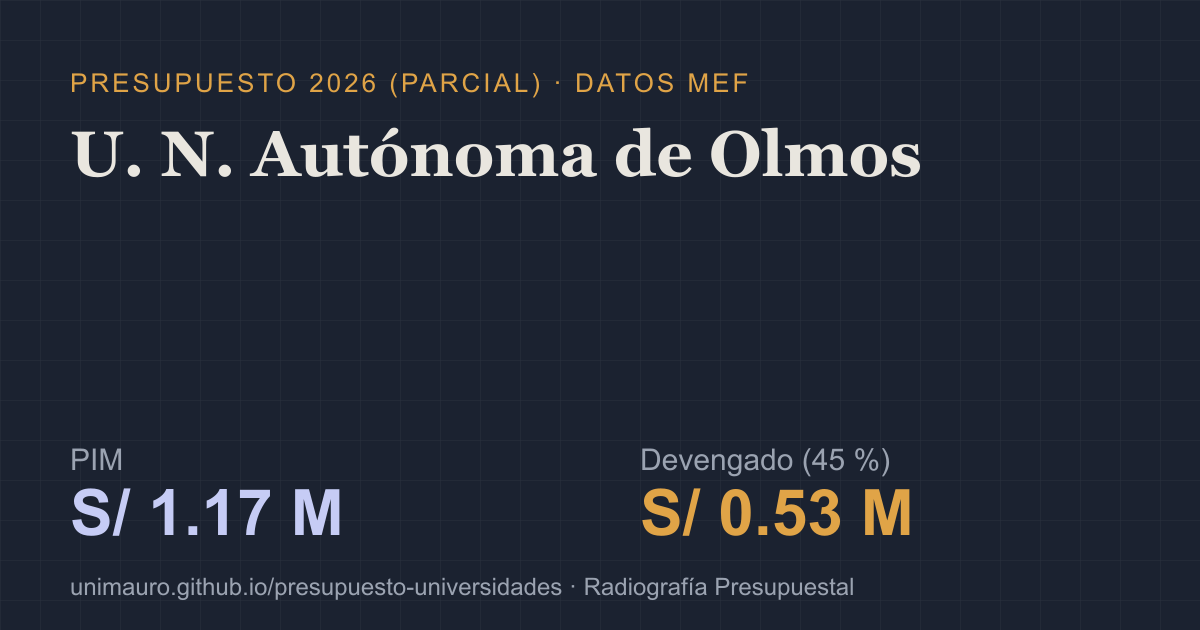 PRESUPUESTO 2026 (PARCIAL) · DATOS MEF
U. N. Autónoma de Olmos
PIM
S/ 1.17 M
Devengado (45 %)
S/ 0.53 M
unimauro.github.io/presupuesto-universidades · Radiografía Presupuestal